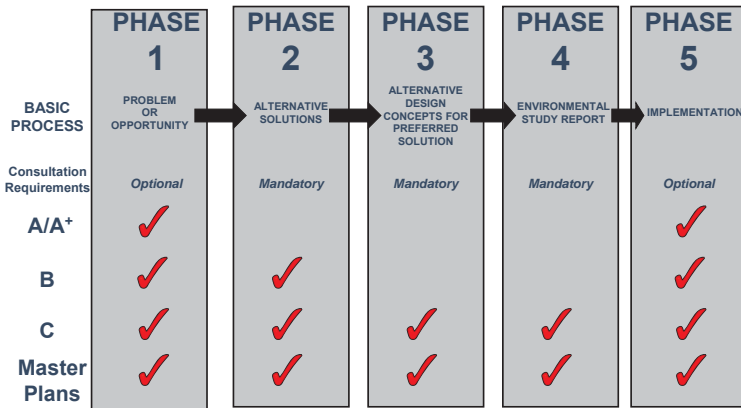 PHASE 1
PHASE 2
PHASE 3
PHASE 4
PHASE 5
BASIC
PROCESS
PROBLEM
OR
OPPORTUNITY
ALTERNATIVE
SOLUTIONS
ALTERNATIVE
DESIGN
CONCEPTS FOR
PREFERRED
SOLUTION
ENVIRONMENTAL
STUDY REPORT
IMPLEMENTATION
Consultation
Requirements
Optional
Mandatory
Mandatory
Mandatory
Optional
A/A+
B
C
Master
Plans